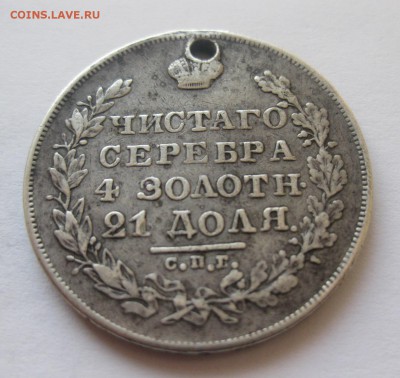 COINS.LAVE.RU
ЧИСТАГО
СЕРЕБРА
4 ЗОЛОТН.
21 ДОЛЯ.
С.П.Г.